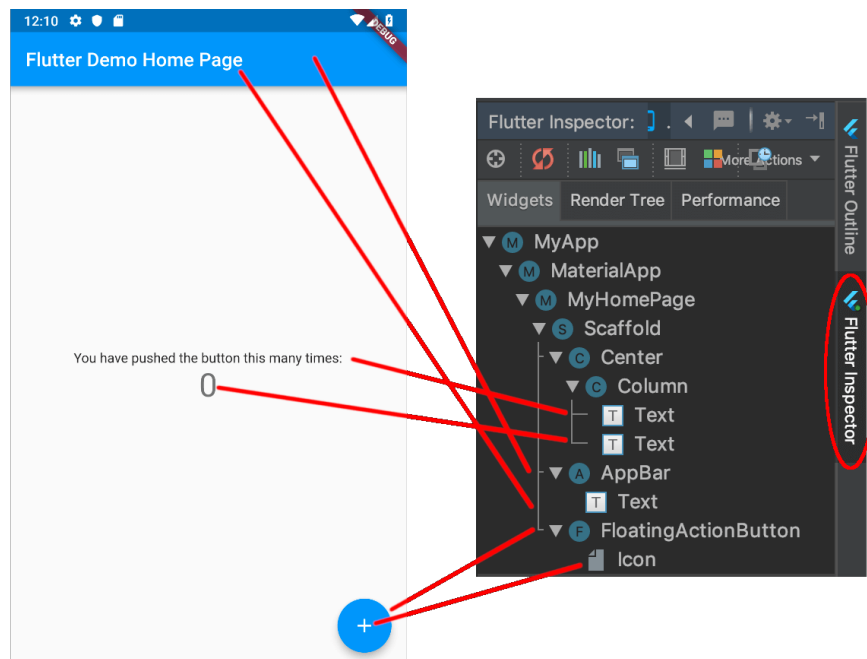 12:10
DEBUG
Flutter Demo Home Page
You have pushed the button this many times:
0
Flutter Inspector:
More Actions
Widgets Render Tree Performance
M MyApp
M MaterialApp
M MyHomePage
S Scaffold
C Center
C Column
T Text
T Text
A AppBar
T Text
F FloatingActionButton
Icon
Flutter Outline
Flutter Inspector